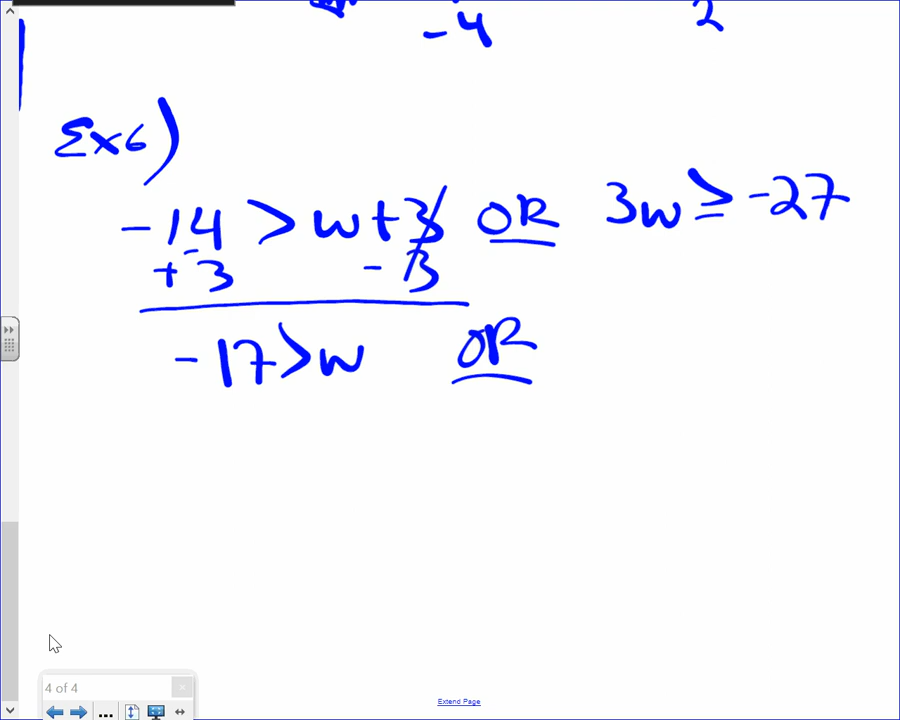 -4 2
Ex6)
-14 > w+3 OR 3w ≥ -27
+ 3 - 3
-17 > w OR
4 of 4
Extend Page